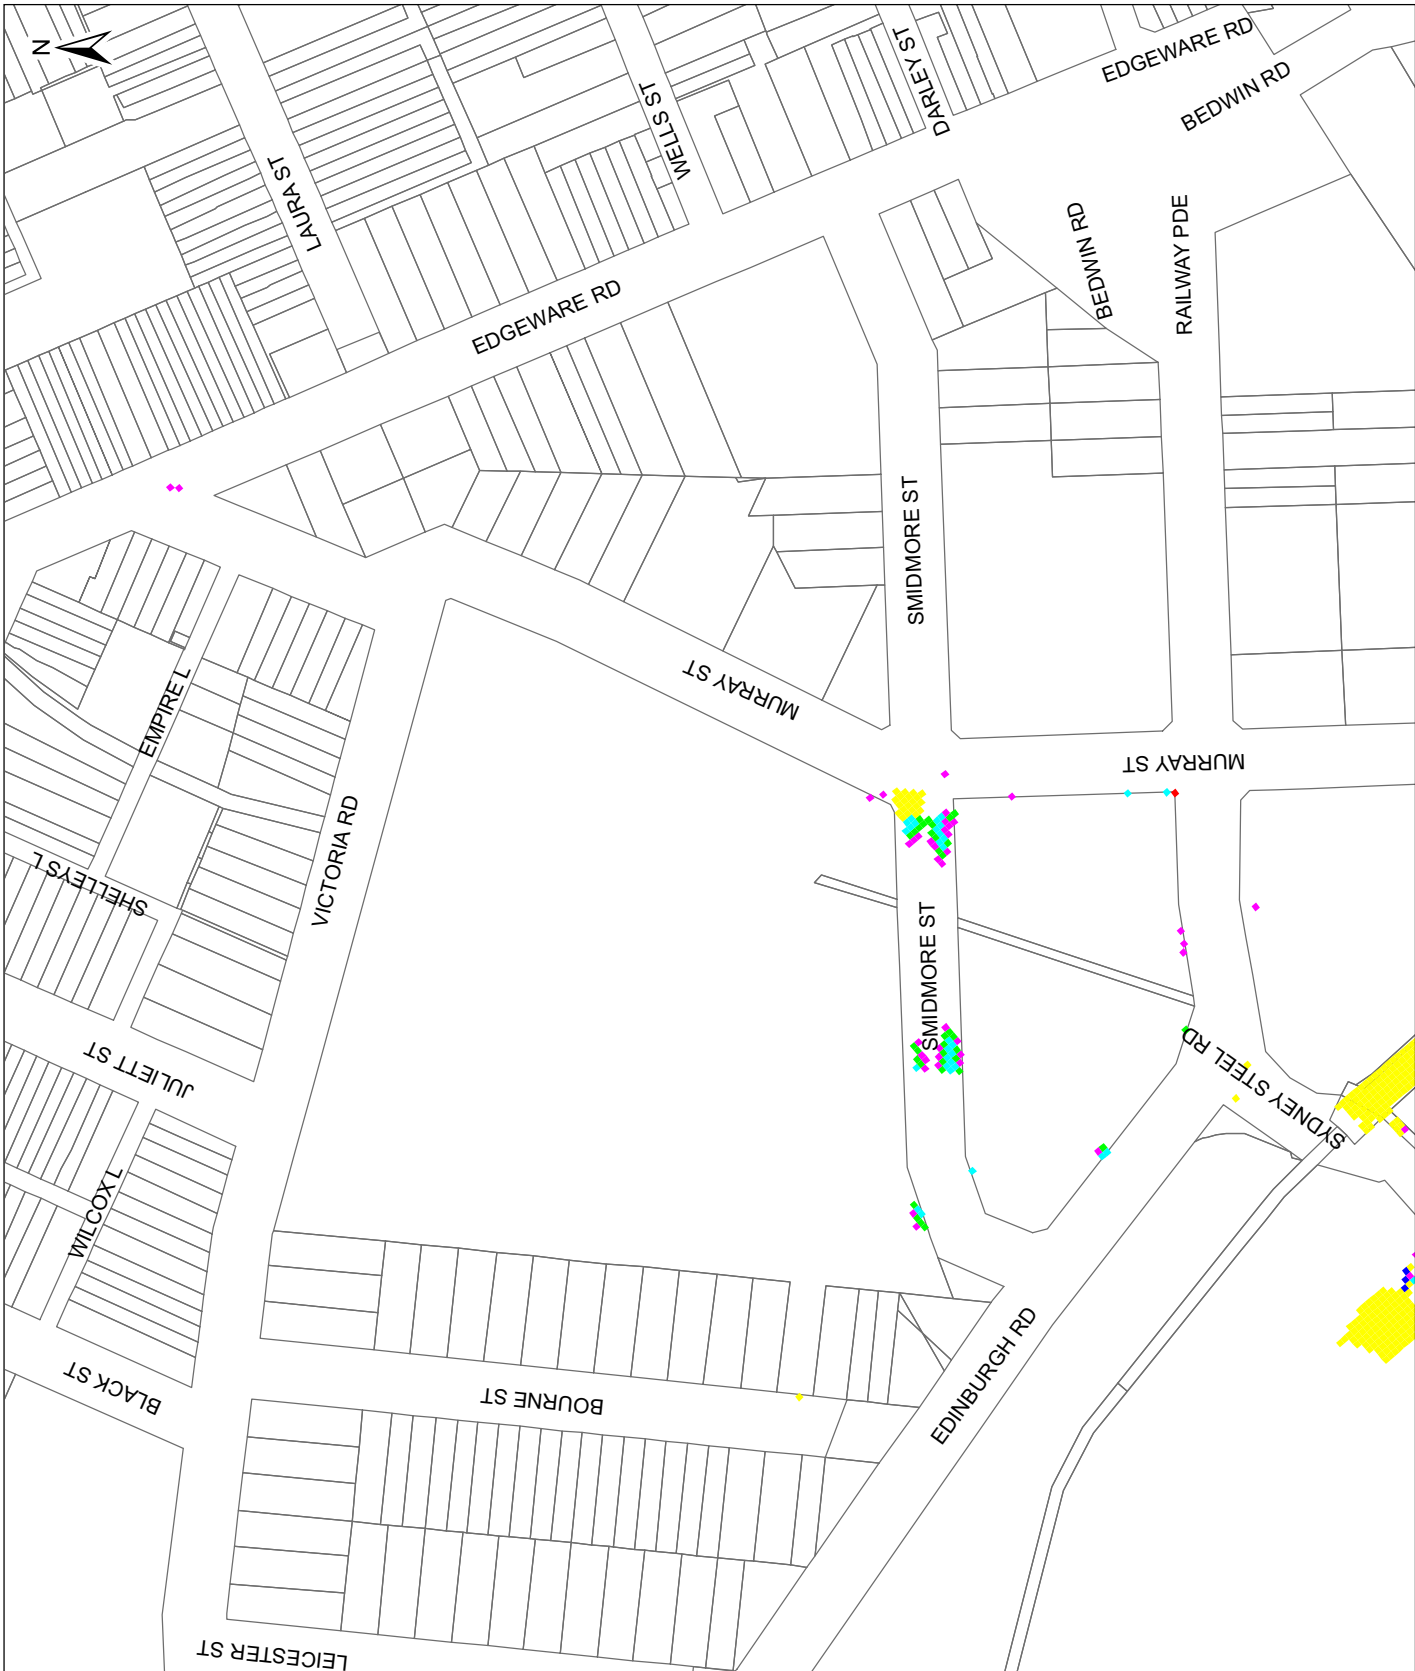 N
EDGEWARE RD
DARLEY ST
BEDWIN RD
WELLS ST
LAURA ST
BEDWIN RD
RAILWAY PDE
EDGEWARE RD
SMIDMORE ST
MURRAY ST
EMPIRE L
MURRAY ST
VICTORIA RD
SHELLEYS L
SMIDMORE ST
JULIETT ST
SYDNEY STEEL RD
WILCOX L
EDINBURGH RD
BLACK ST
BOURNE ST
LEICESTER ST